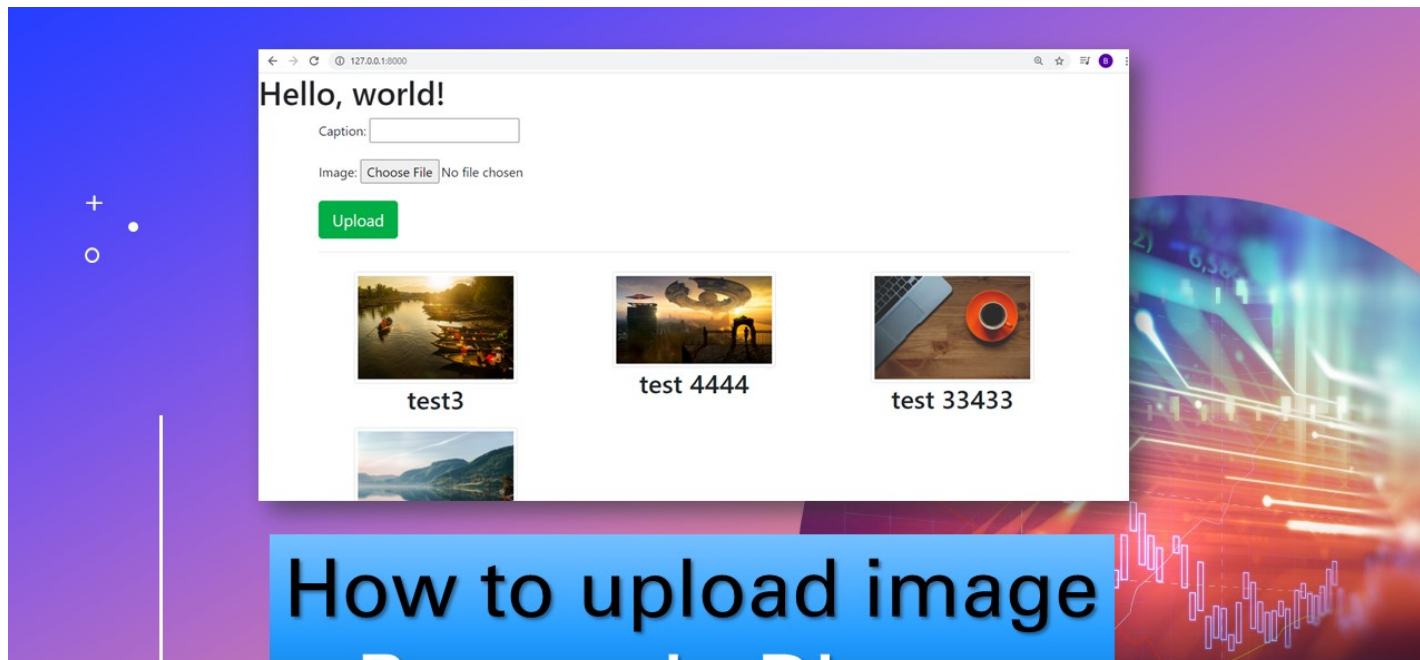 127.0.0.1:8000
B
Hello, world!
Caption:
Image: Choose File No file chosen
Upload
test3
test 4444
test 33433
2)
How to upload image